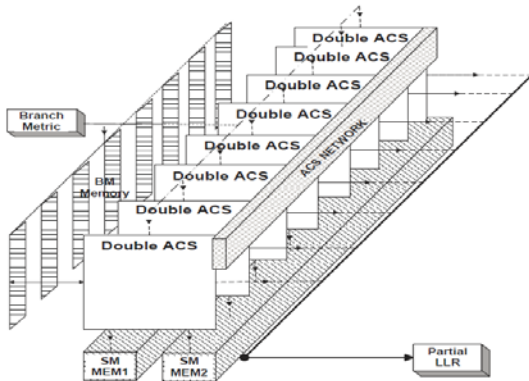 Double ACS
Double ACS
Double ACS
Double ACS
Branch
Metric
Double ACS
ACS NETWORK
BM
Memory
Double ACS
Double ACS
Double ACS
SM
MEM1
SM
MEM2
Partial
LLR